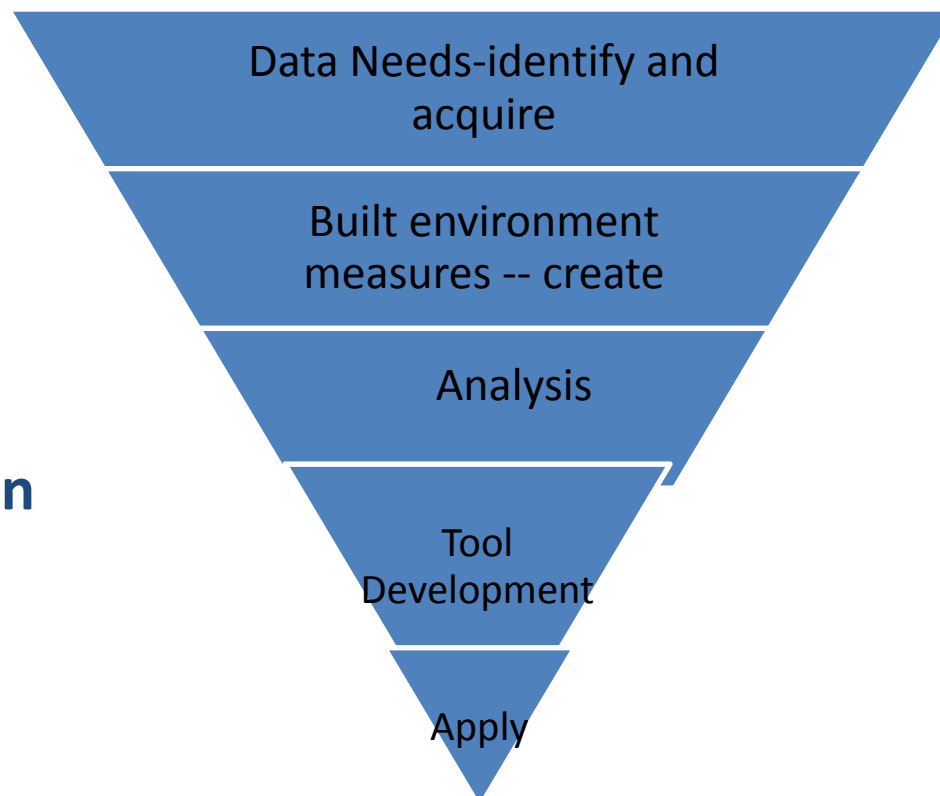 Data Needs-identify and
acquire
Built environment
measures -- create
Analysis
n
Tool
Development
Apply